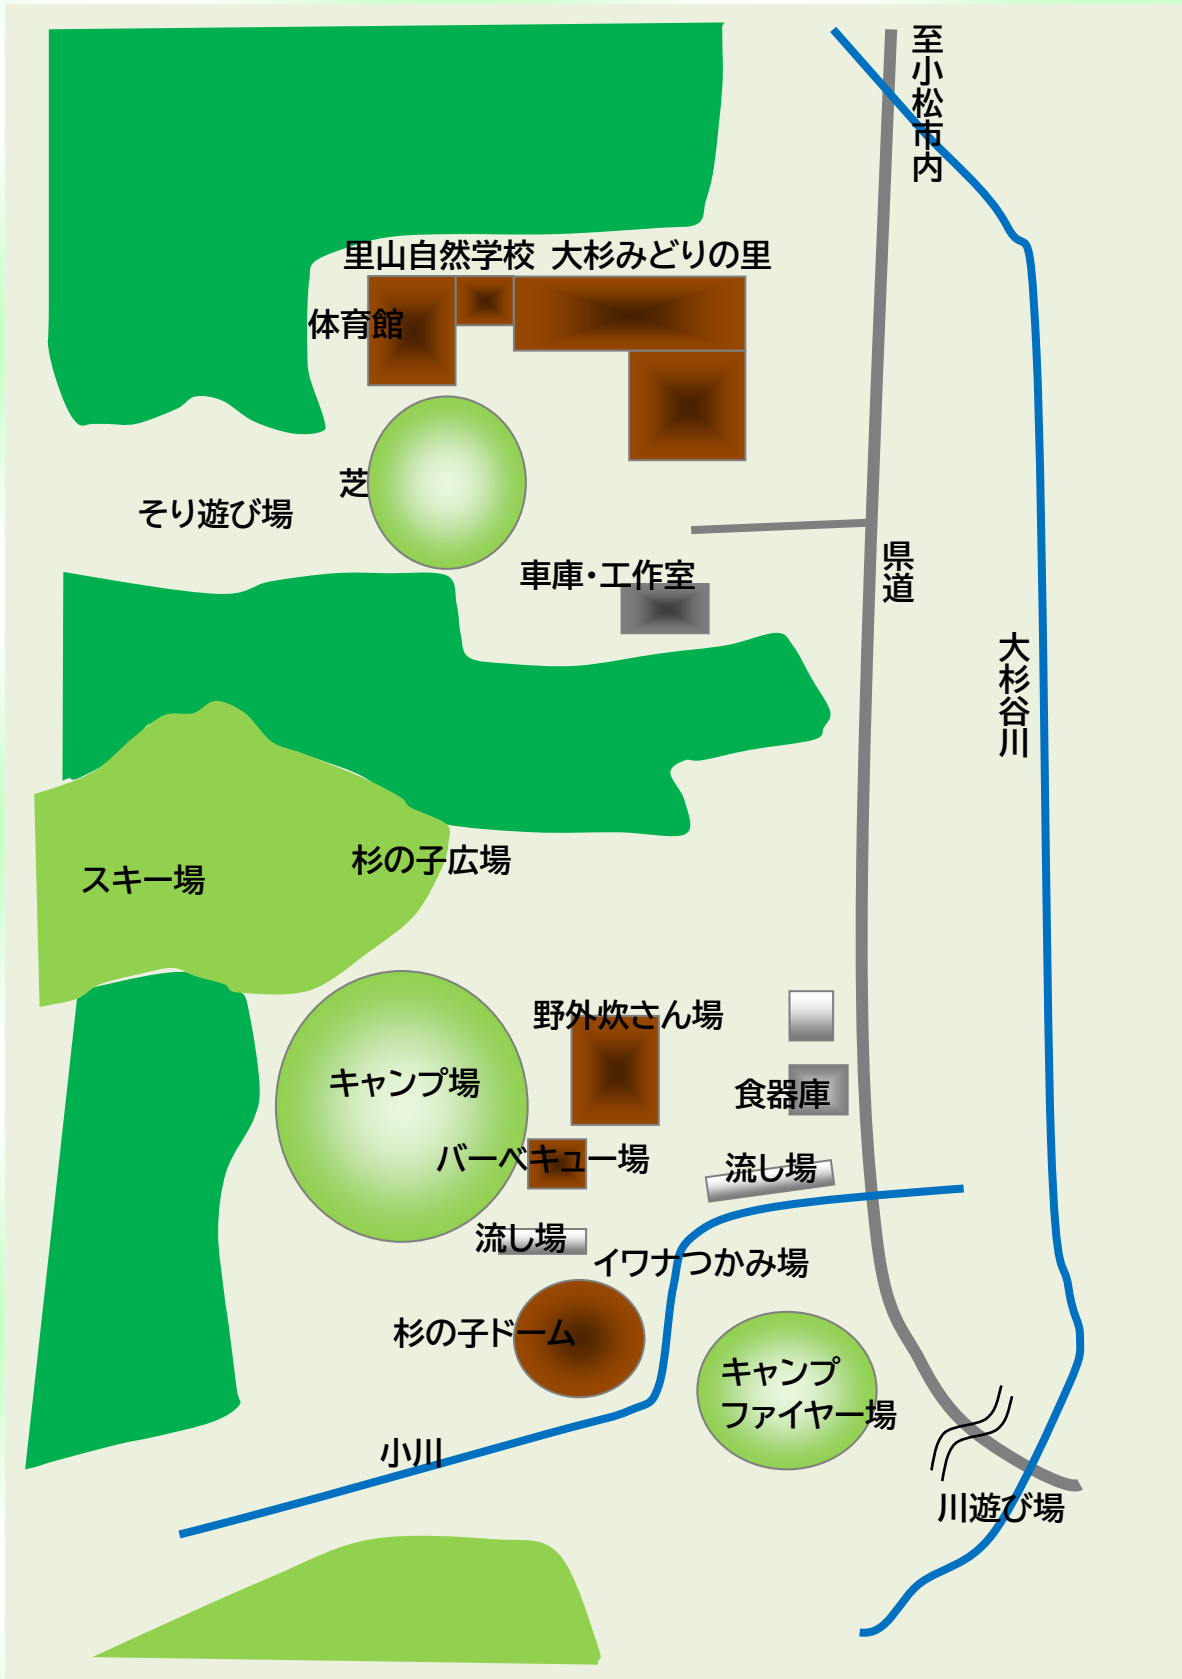 至小松市内
里山自然学校 大杉みどりの里
体育館
芝
そり遊び場
車庫・工作室
県道
大杉谷川
杉の子広場
スキー場
野外炊さん場
キャンプ場
食器庫
バーベキュー場
流し場
流し場
イワナつかみ場
杉の子ドーム
キャンプ
ファイヤー場
小川
川遊び場